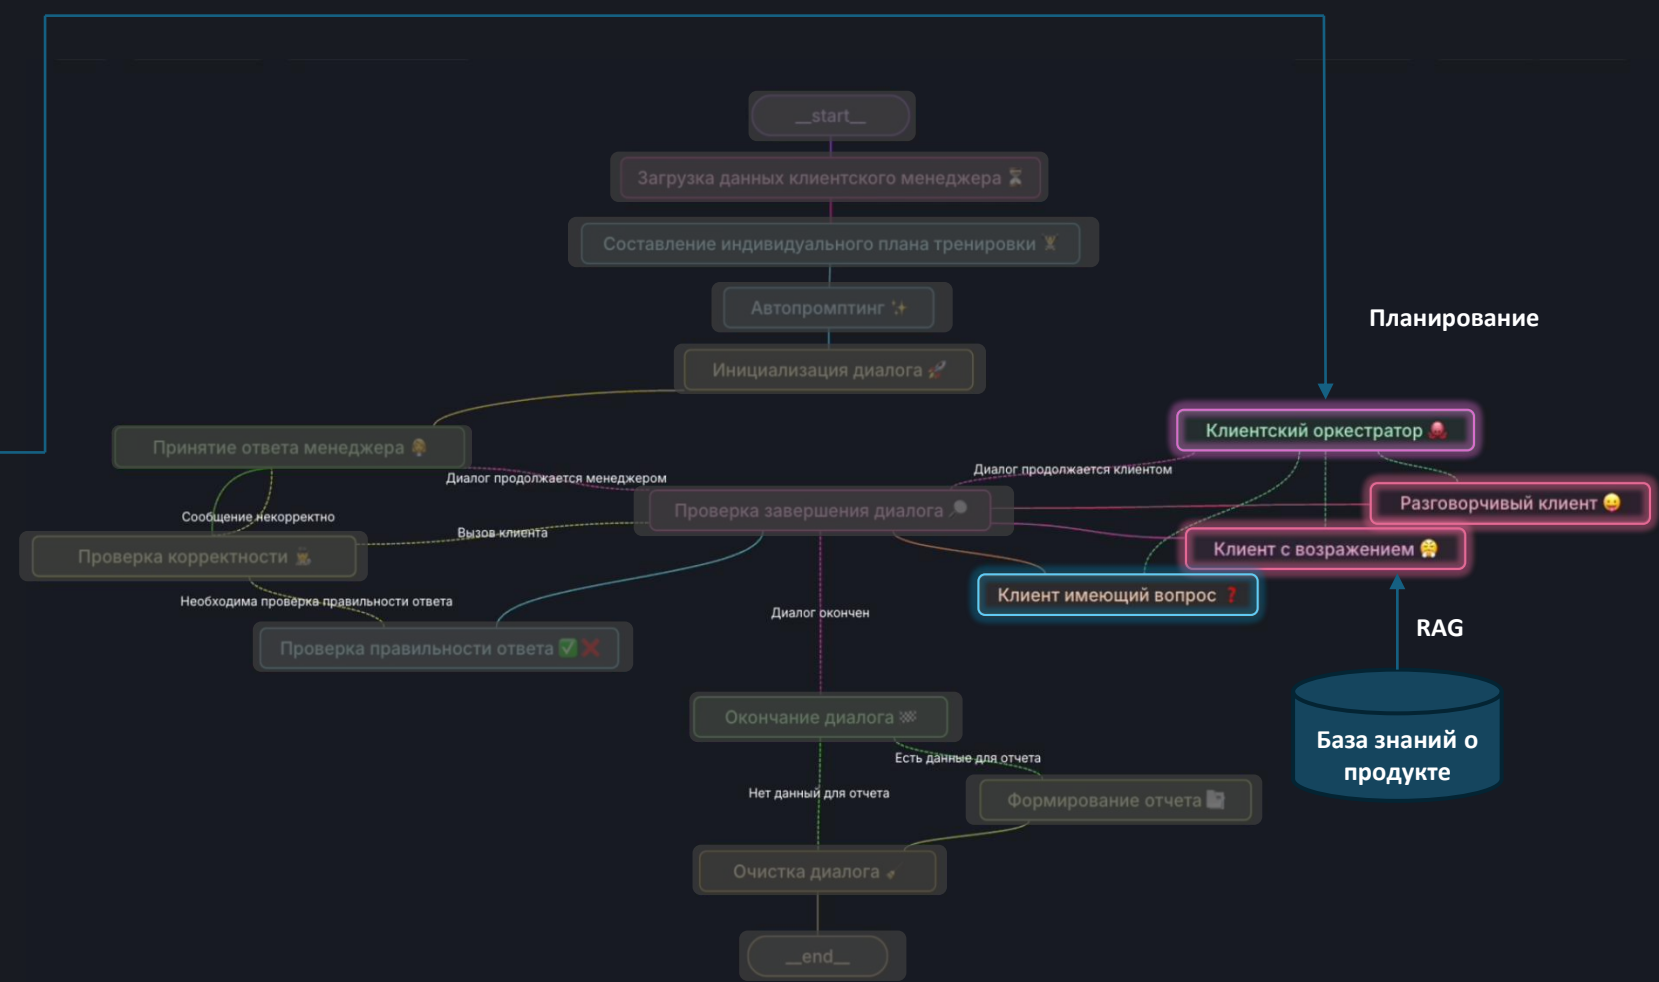 __start__
Загрузка данных клиентского менеджера ⏳
Составление индивидуального плана тренировки 🏋
Автопромптинг ✨
Планирование
Инициализация диалога 🚀
Клиентский оркестратор 🐙
Принятие ответа менеджера
Диалог продолжается клиентом
Диалог продолжается менеджером
Разговорчивый клиент 😛
Проверка завершения диалога 🔎
Сообщение некорректно
Вызов клиента
Клиент с возражением 😤
Проверка корректности
Клиент имеющий вопрос ❓
Необходима проверка правильности ответа
Диалог окончен
RAG
Проверка правильности ответа ✅❌
Окончание диалога 🏁
База знаний о
продукте
Есть данные для отчета
Нет данный для отчета
Формирование отчета
Очистка диалога 🧹
__end__